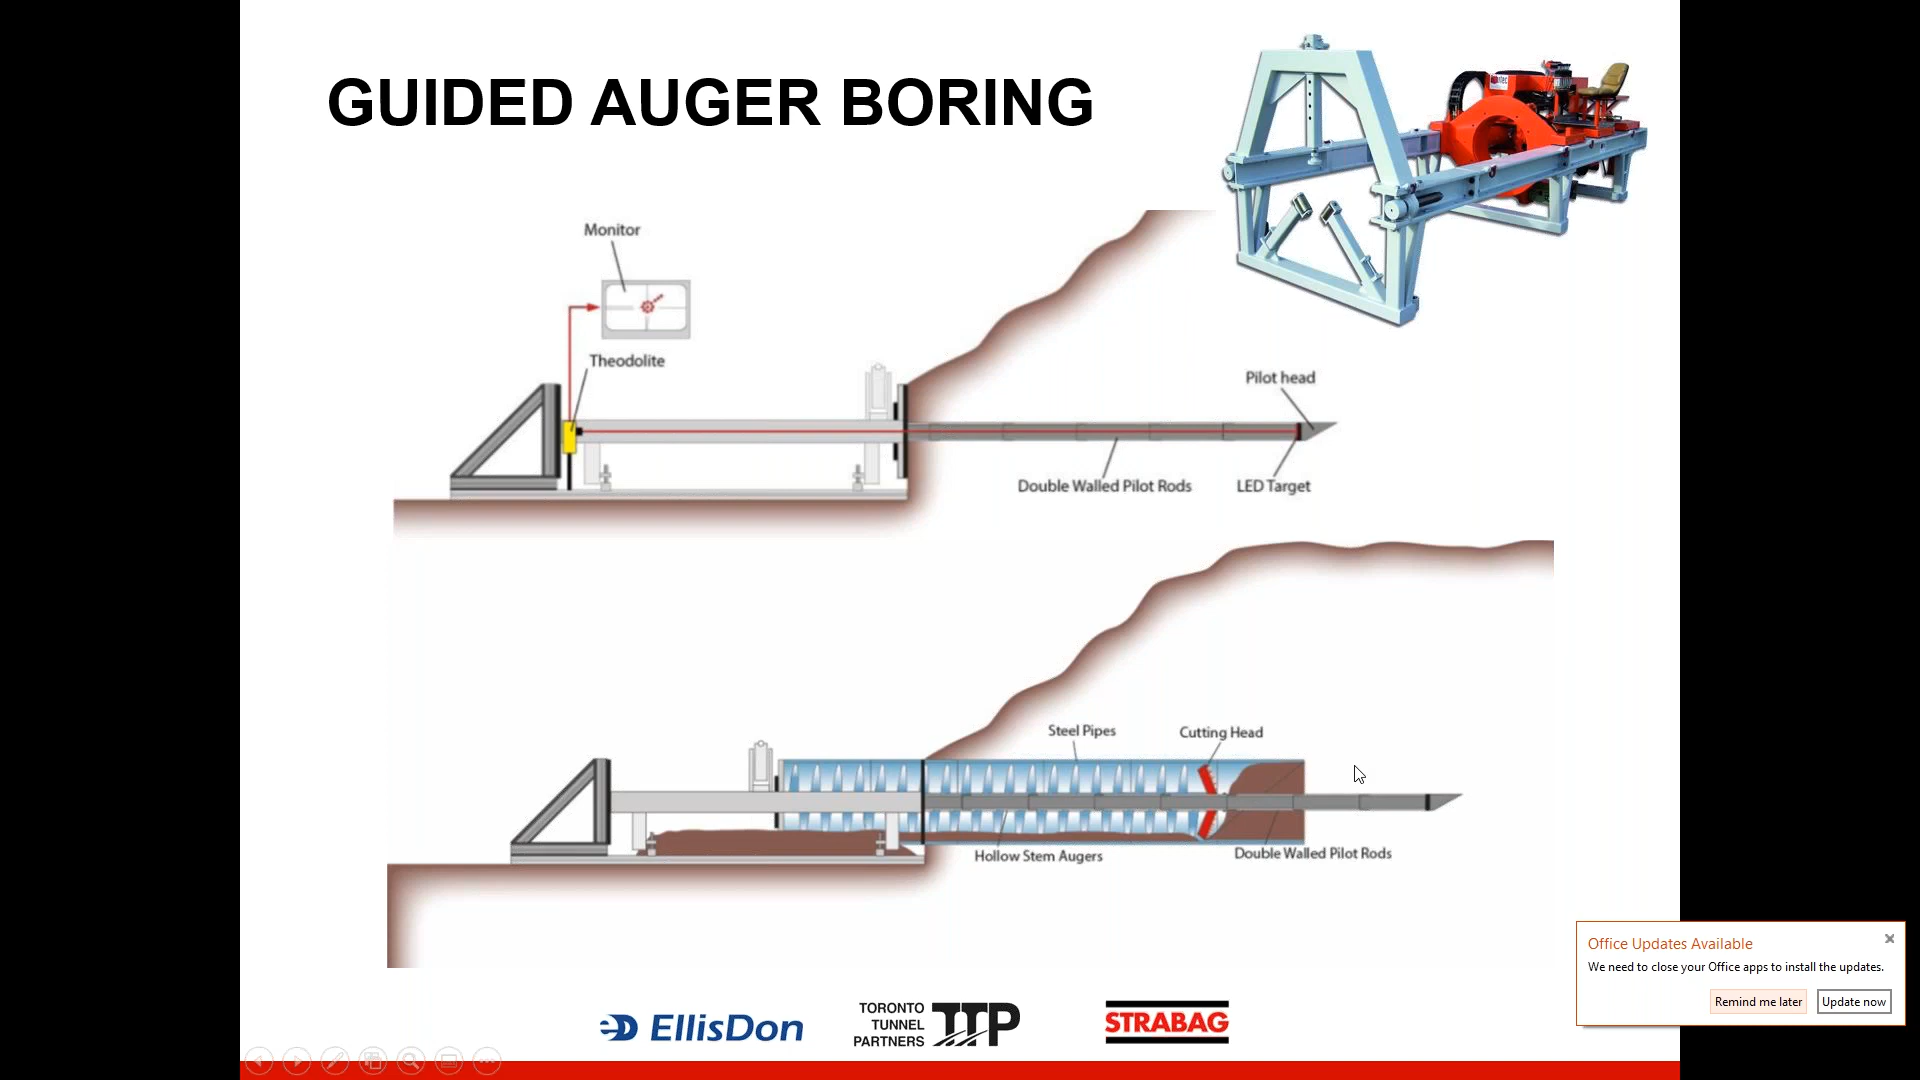 GUIDED AUGER BORING
Monitor
Theodolite
Pilot head
Double Walled Pilot Rods
LED Target
Steel Pipes
Cutting Head
Hollow Stem Augers
Double Walled Pilot Rods
Office Updates Available
We need to close your Office apps to install the updates.
Remind me later
Update now
EllisDon
TORONTO
TUNNEL
PARTNERS
TTP
STRABAG